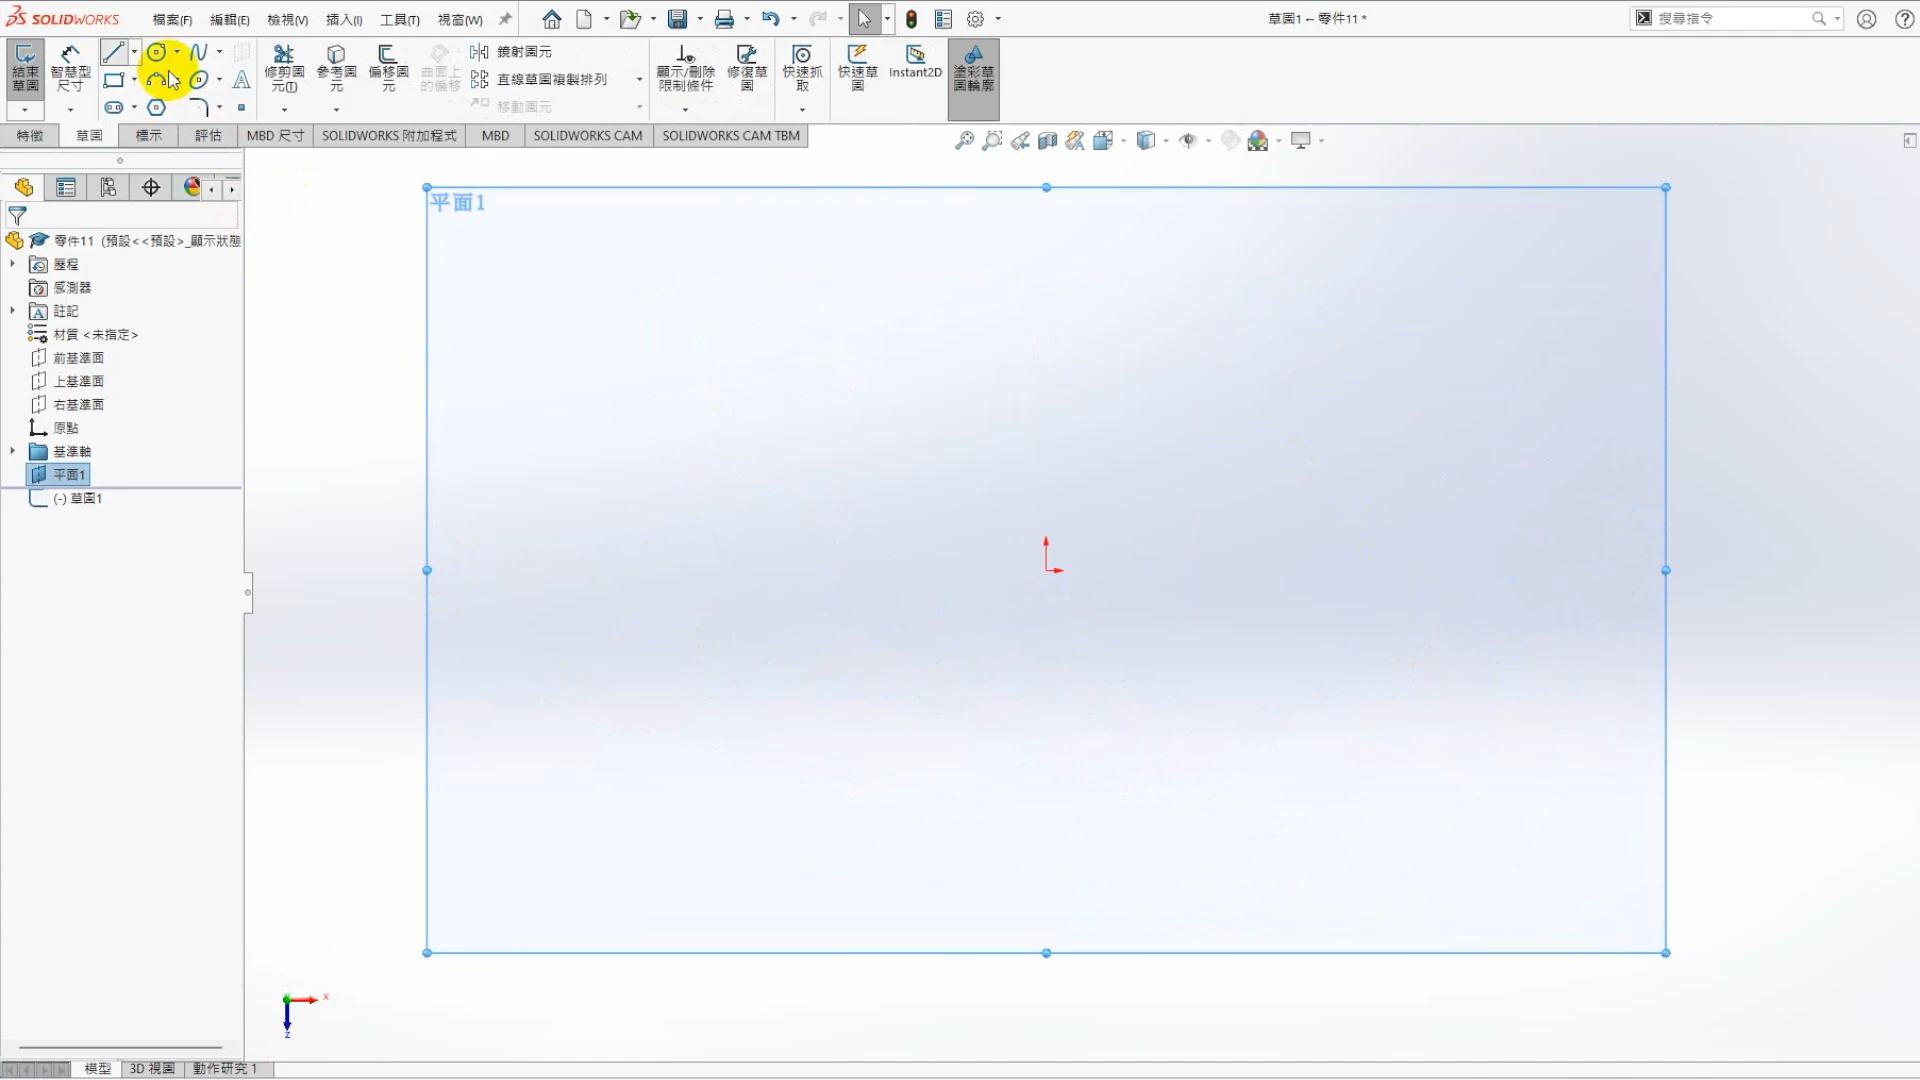 SOLIDWORKS 檔案(F) 編輯(E) 檢視(V) 插入(I) 工具(T) 視窗(W) 草圖1 ← 零件11 * 搜尋指令
結束草圖 智慧型尺寸 修剪圖元(I) 參考圖元 偏移圖元 曲面上的偏移 鏡射圖元 顯示/刪除限制條件 修復草圖 快速抓取 快速草圖 Instant2D 塗彩草圖輪廓
直線草圖複製排列
移動圖元
特徵 草圖 標示 評估 MBD 尺寸 SOLIDWORKS 附加程式 MBD SOLIDWORKS CAM SOLIDWORKS CAM TBM
平面1
零件11 (預設<<預設>_顯示狀態
歷程
感測器
註記
材質 <未指定>
前基準面
上基準面
右基準面
原點
基準軸
平面1
(-) 草圖1
x
z
模型 3D 視圖 動作研究 1